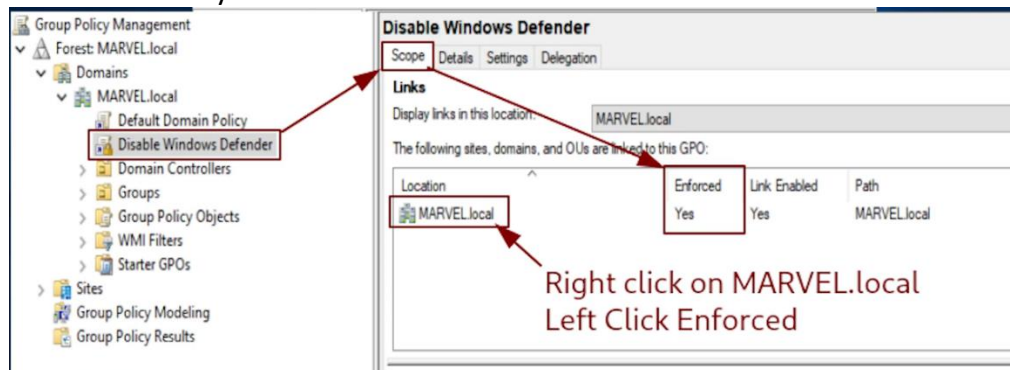 Group Policy Management
Forest: MARVEL.local
Domains
MARVEL.local
Default Domain Policy
Disable Windows Defender
Domain Controllers
Groups
Group Policy Objects
WMI Filters
Starter GPOs
Sites
Group Policy Modeling
Group Policy Results
Disable Windows Defender
Scope Details Settings Delegation
Links
Display links in this location: MARVEL.local
The following sites, domains, and OUs are linked to this GPO:
Location Enforced Link Enabled Path
MARVEL.local Yes Yes MARVEL.local
Right click on MARVEL.local
Left Click Enforced